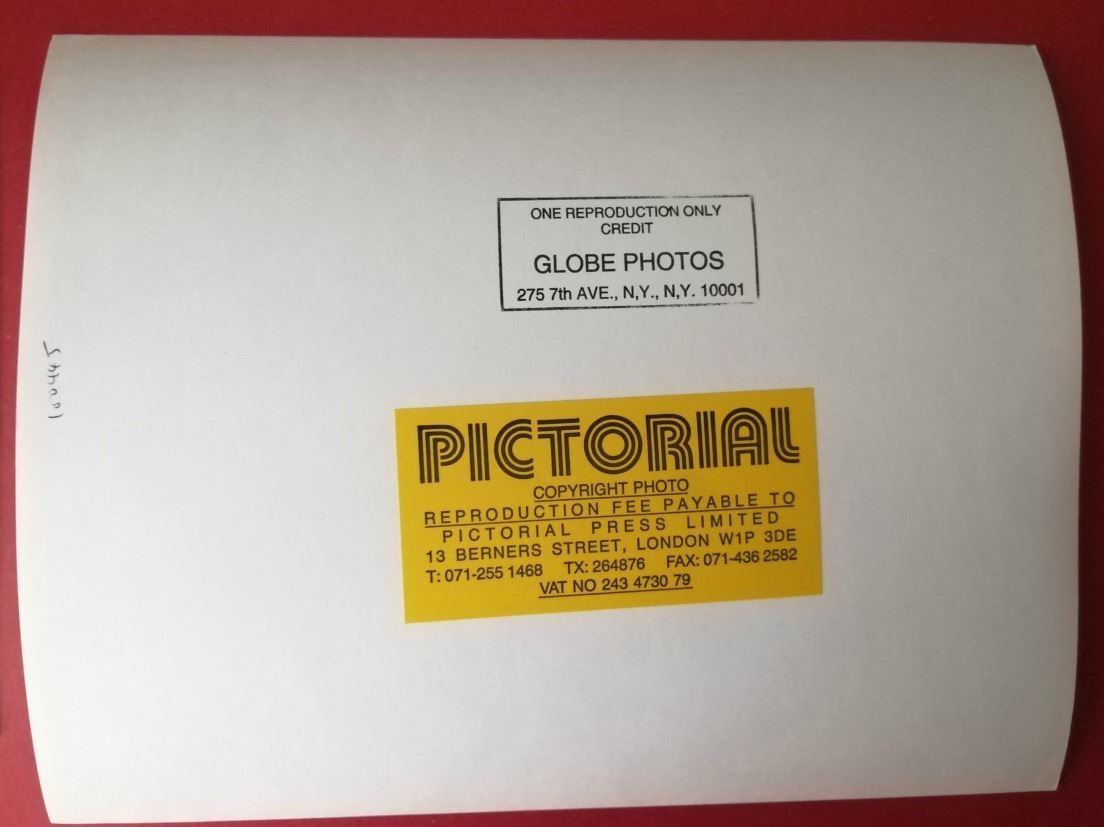 ONE REPRODUCTION ONLY
CREDIT
GLOBE PHOTOS
275 7th AVE., N,Y., N,Y. 10001
PICTORIAL
COPYRIGHT PHOTO
REPRODUCTION FEE PAYABLE TO
PICTORIAL PRESS LIMITED
13 BERNERS STREET, LONDON W1P 3DE
T: 071-255 1468 TX: 264876 FAX: 071-436 2582
VAT NO 243 4730 79